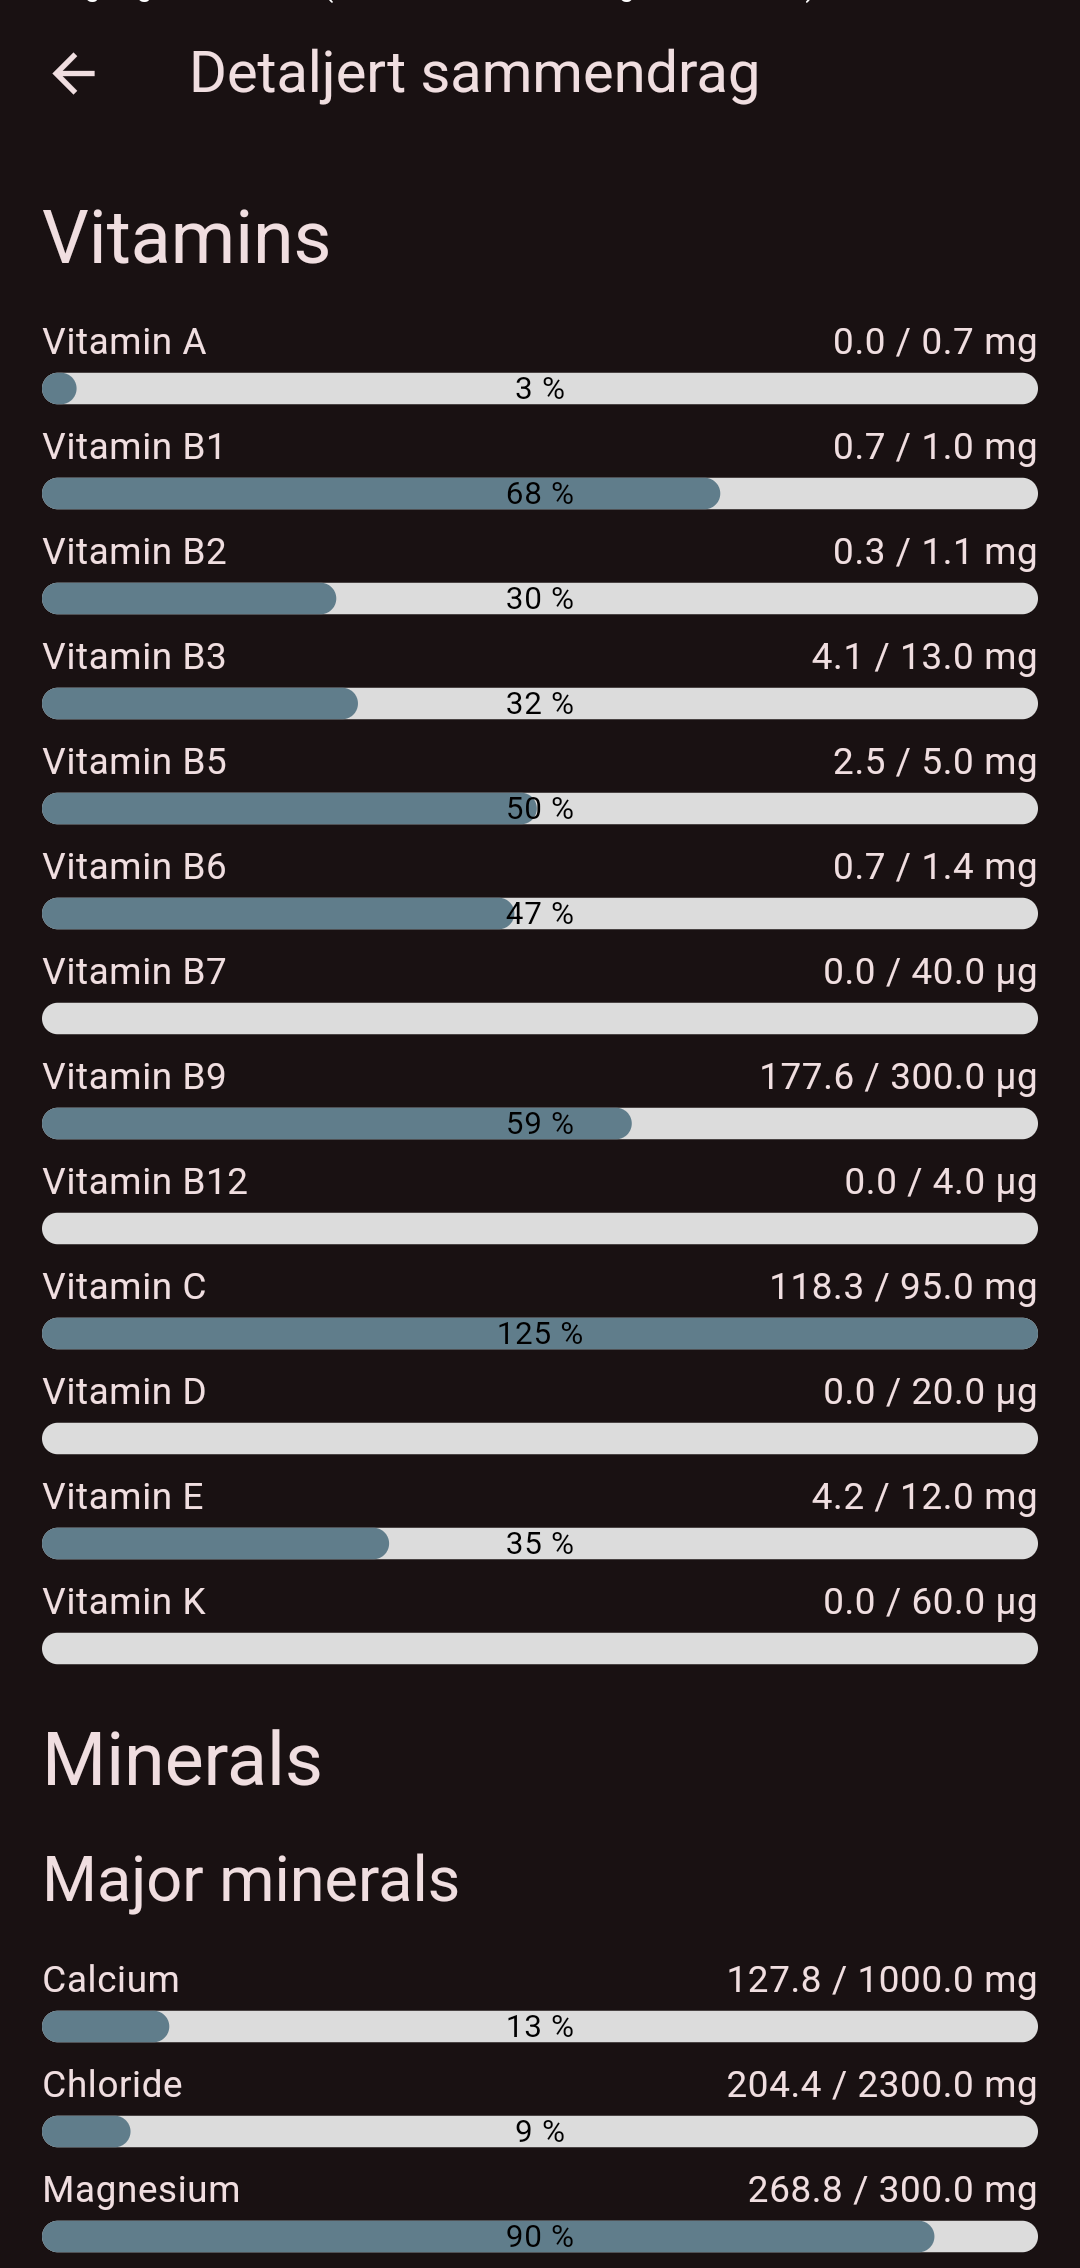 Detaljert sammendrag
Vitamins
Vitamin A 0.0 / 0.7 mg
3 %
Vitamin B1 0.7 / 1.0 mg
68 %
Vitamin B2 0.3 / 1.1 mg
30 %
Vitamin B3 4.1 / 13.0 mg
32 %
Vitamin B5 2.5 / 5.0 mg
50 %
Vitamin B6 0.7 / 1.4 mg
47 %
Vitamin B7 0.0 / 40.0 µg
Vitamin B9 177.6 / 300.0 µg
59 %
Vitamin B12 0.0 / 4.0 µg
Vitamin C 118.3 / 95.0 mg
125 %
Vitamin D 0.0 / 20.0 µg
Vitamin E 4.2 / 12.0 mg
35 %
Vitamin K 0.0 / 60.0 µg
Minerals
Major minerals
Calcium 127.8 / 1000.0 mg
13 %
Chloride 204.4 / 2300.0 mg
9 %
Magnesium 268.8 / 300.0 mg
90 %